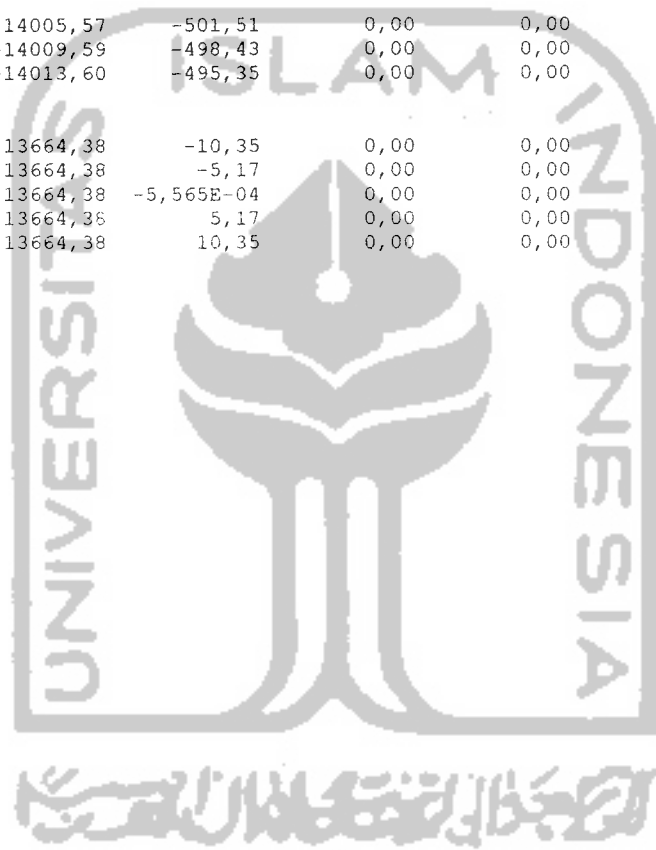 14005,57 -501,51 0,00 0,00
14009,59 -498,43 0,00 0,00
14013,60 -495,35 0,00 0,00
13664,38 -10,35 0,00 0,00
13664,38 -5,17 0,00 0,00
13664,38 -5,565E-04 0,00 0,00
13664,38 5,17 0,00 0,00
13664,38 10,35 0,00 0,00
UNIVERSITAS ISLAM INDONESIA